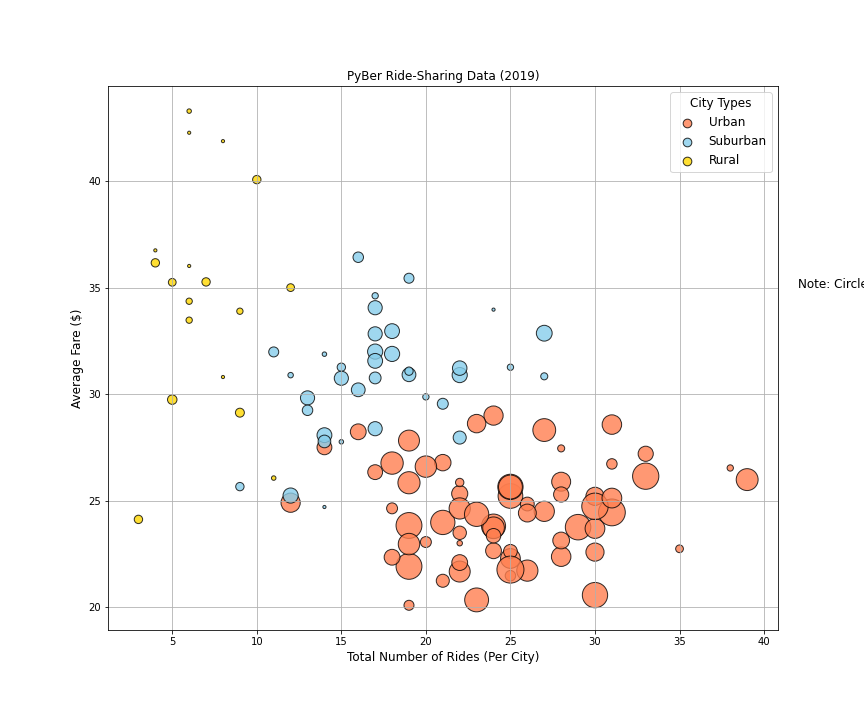 PyBer Ride-Sharing Data (2019)
City Types
Urban
Suburban
Rural
40
35
30
25
20
Average Fare ($)
Note: Circle
5 10 15 20 25 30 35 40
Total Number of Rides (Per City)